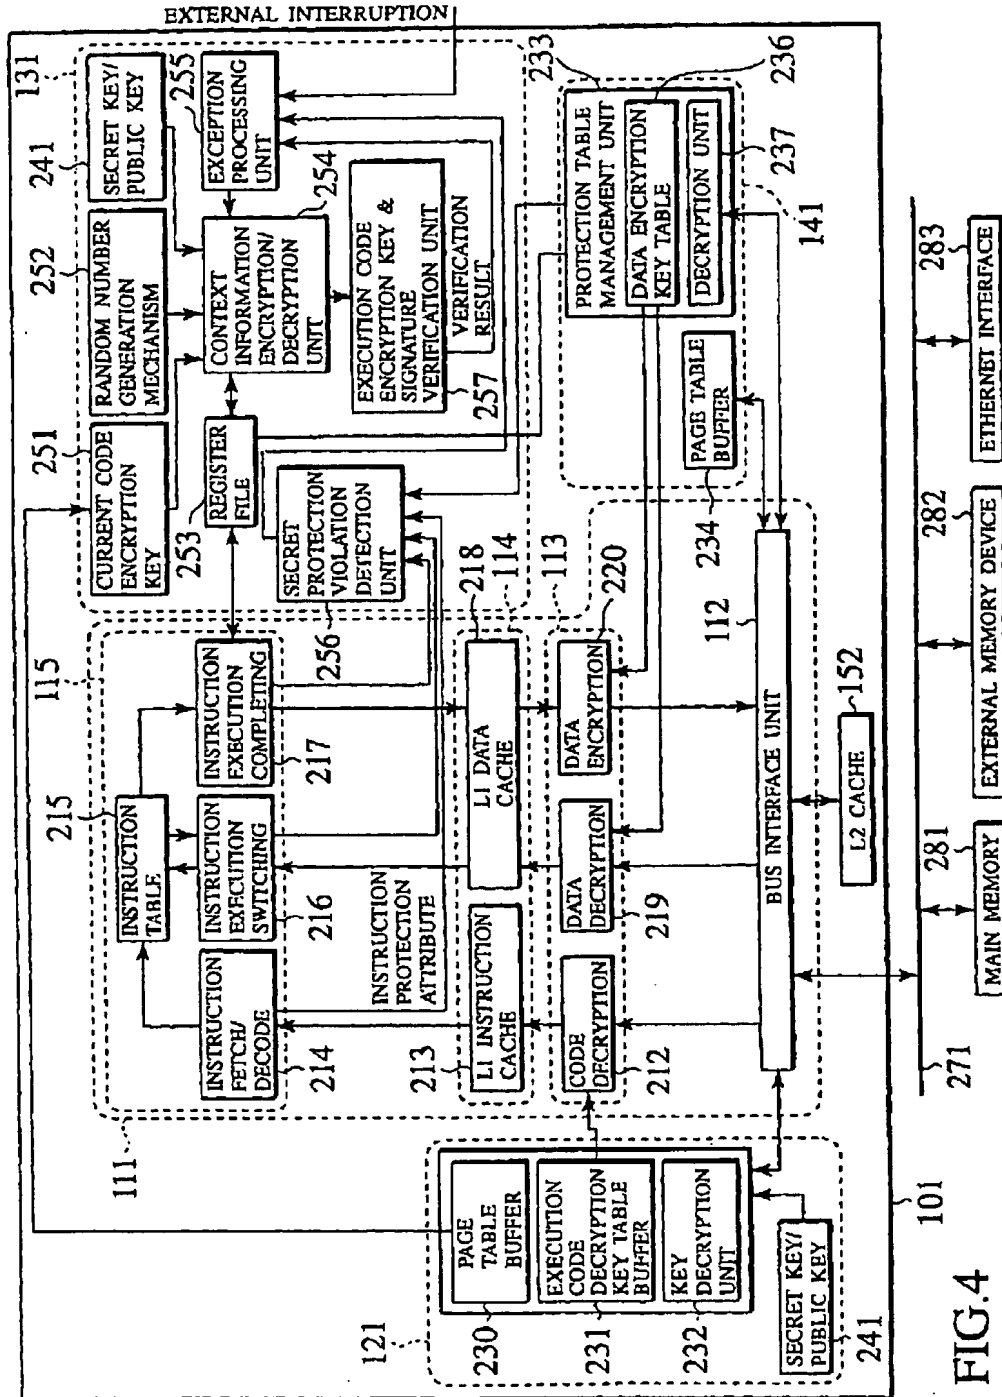 FIG.4
EXTERNAL INTERRUPTION
131
241
SECRET KEY/
PUBLIC KEY
252
RANDOM NUMBER
GENERATION
MECHANISM
251
CURRENT CODE
ENCRYPTION
KEY
255
EXCEPTION
PROCESSING
UNIT
254
CONTEXT
INFORMATION
ENCRYPTION/
DECRYPTION
UNIT
253
REGISTER
FILE
EXECUTION CODE
ENCRYPTION KEY &
SIGNATURE
VERIFICATION UNIT
257
VERIFICATION
RESULT
SECRET
PROTECTION
VIOLATION
DETECTION
UNIT
256
115
215
INSTRUCTION
TABLE
INSTRUCTION
FETCH/
DECODE
214
INSTRUCTION
EXECUTION
SWITCHING
216
INSTRUCTION
EXECUTION
COMPLETING
217
111
INSTRUCTION
PROTECTION
ATTRIBUTE
213
L1 INSTRUCTION
CACHE
L1 DATA
CACHE
218
114
113
CODE
DECRYPTION
212
DATA
DECRYPTION
219
DATA
ENCRYPTION
220
233
PROTECTION TABLE
MANAGEMENT UNIT
DATA ENCRYPTION
KEY TABLE
236
DECRYPTION UNIT
237
141
PAGE TABLE
BUFFER
234
112
BUS INTERFACE UNIT
121
PAGE
TABLE
BUFFER
230
EXECUTION
CODE
DECRYPTION
KEY TABLE
BUFFER
231
KEY
DECRYPTION
UNIT
232
SECRET KEY/
PUBLIC KEY
241
L2 CACHE
152
101
271
281
MAIN MEMORY
282
EXTERNAL MEMORY DEVICE
283
ETHERNET INTERFACE